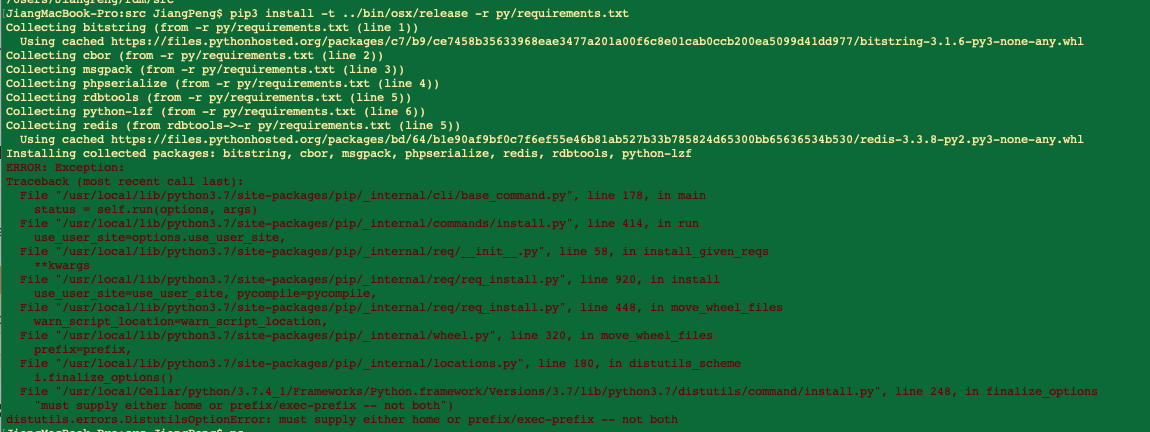 JiangMacBook-Pro:src JiangPeng$ pip3 install -t ../bin/osx/release -r py/requirements.txt
Collecting bitstring (from -r py/requirements.txt (line 1))
Using cached https://files.pythonhosted.org/packages/c7/b9/ce7458b35633968eae3477a201a00f6c8e01cab0ccb200ea5099d41dd977/bitstring-3.1.6-py3-none-any.whl
Collecting cbor (from -r py/requirements.txt (line 2))
Collecting msgpack (from -r py/requirements.txt (line 3))
Collecting phpserialize (from -r py/requirements.txt (line 4))
Collecting rdbtools (from -r py/requirements.txt (line 5))
Collecting python-lzf (from -r py/requirements.txt (line 6))
Collecting redis (from rdbtools->-r py/requirements.txt (line 5))
Using cached https://files.pythonhosted.org/packages/bd/64/b1e90af9bf0c7f6ef55e46b81ab527b33b785824d65300bb65636534b530/redis-3.3.8-py2.py3-none-any.whl
Installing collected packages: bitstring, cbor, msgpack, phpserialize, redis, rdbtools, python-lzf
ERROR: Exception:
Traceback (most recent call last):
File "/usr/local/lib/python3.7/site-packages/pip/_internal/cli/base_command.py", line 178, in main
status = self.run(options, args)
File "/usr/local/lib/python3.7/site-packages/pip/_internal/commands/install.py", line 414, in run
use_user_site=options.use_user_site,
File "/usr/local/lib/python3.7/site-packages/pip/_internal/req/__init__.py", line 58, in install_given_reqs
**kwargs
File "/usr/local/lib/python3.7/site-packages/pip/_internal/req/req_install.py", line 920, in install
use_user_site=use_user_site, pycompile=pycompile,
File "/usr/local/lib/python3.7/site-packages/pip/_internal/req/req_install.py", line 448, in move_wheel_files
warn_script_location=warn_script_location,
File "/usr/local/lib/python3.7/site-packages/pip/_internal/wheel.py", line 320, in move_wheel_files
prefix=prefix,
File "/usr/local/lib/python3.7/site-packages/pip/_internal/locations.py", line 180, in distutils_scheme
i.finalize_options()
File "/usr/local/Cellar/python/3.7.4_1/Frameworks/Python.framework/Versions/3.7/lib/python3.7/distutils/command/install.py", line 248, in finalize_options
"must supply either home or prefix/exec-prefix -- not both")
distutils.errors.DistutilsOptionError: must supply either home or prefix/exec-prefix -- not both